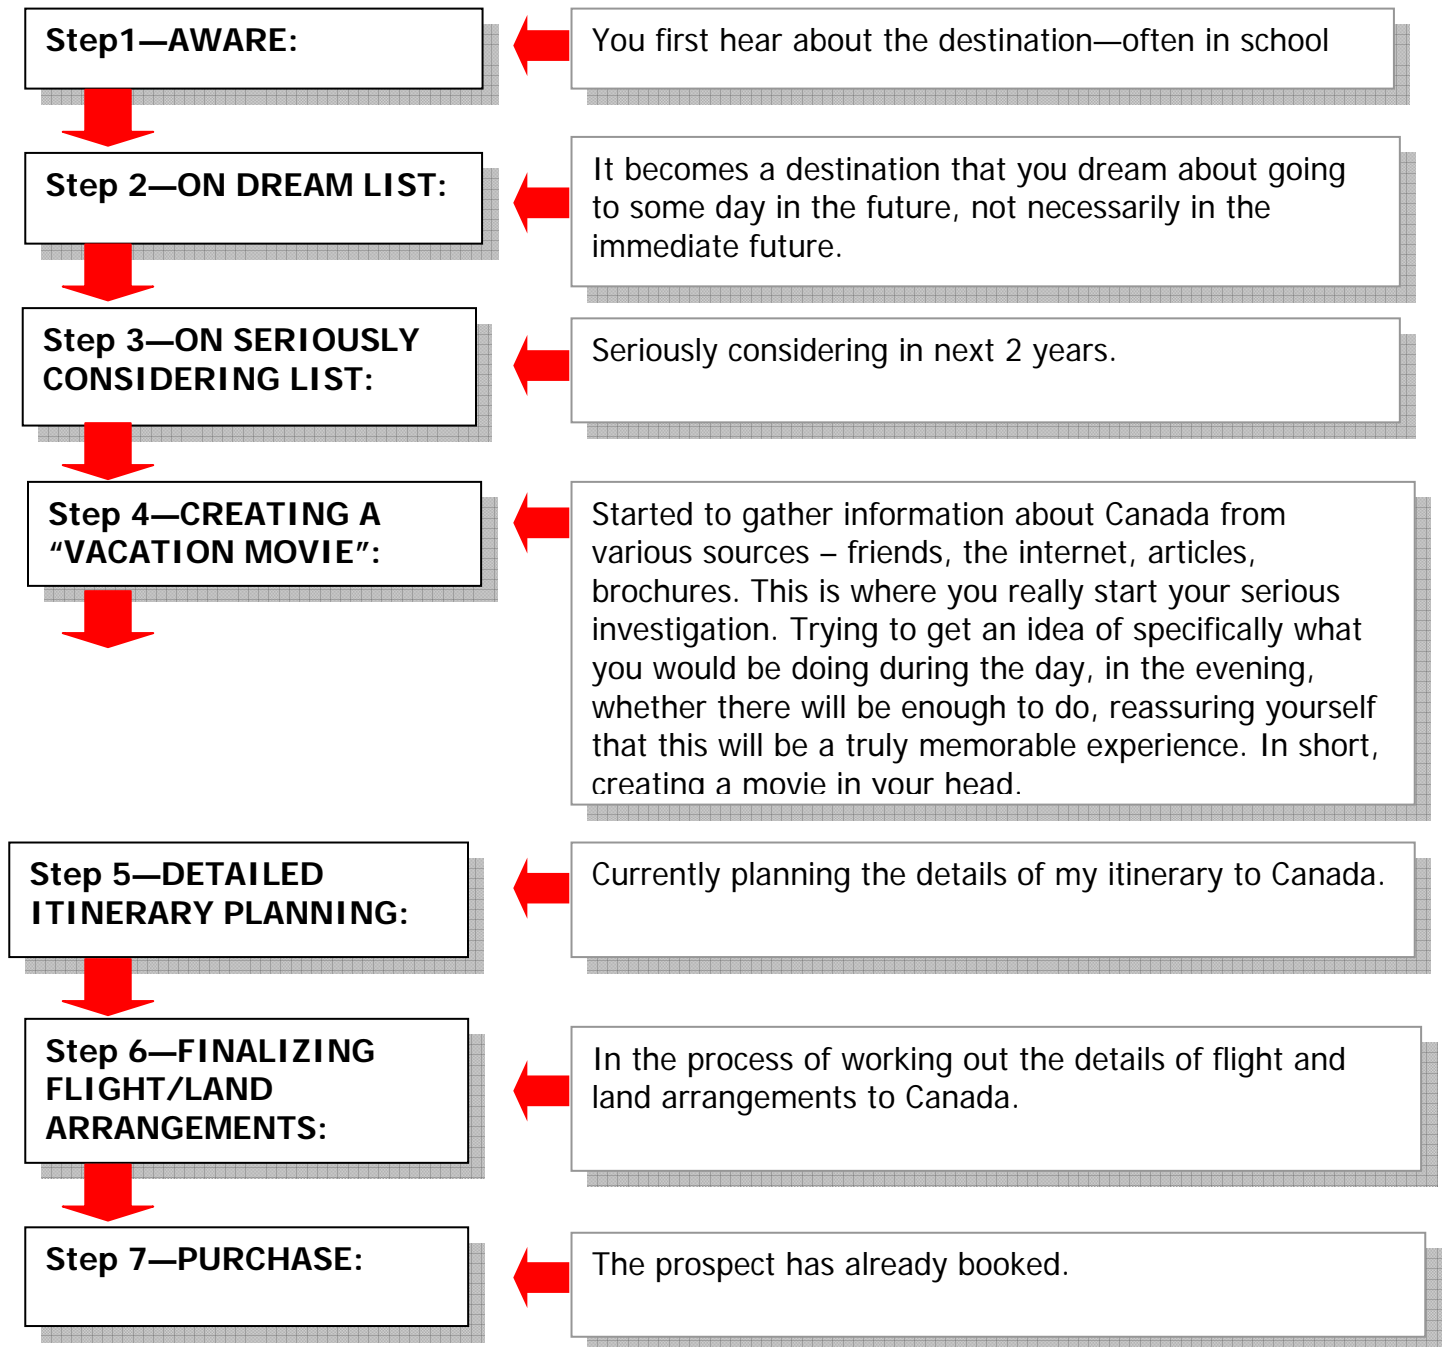 Step1—AWARE:
You first hear about the destination—often in school
Step 2—ON DREAM LIST:
It becomes a destination that you dream about going
to some day in the future, not necessarily in the
immediate future.
Step 3—ON SERIOUSLY
CONSIDERING LIST:
Seriously considering in next 2 years.
Step 4—CREATING A
“VACATION MOVIE”:
Started to gather information about Canada from
various sources – friends, the internet, articles,
brochures. This is where you really start your serious
investigation. Trying to get an idea of specifically what
you would be doing during the day, in the evening,
whether there will be enough to do, reassuring yourself
that this will be a truly memorable experience. In short,
creating a movie in your head.
Step 5—DETAILED
ITINERARY PLANNING:
Currently planning the details of my itinerary to Canada.
Step 6—FINALIZING
FLIGHT/LAND
ARRANGEMENTS:
In the process of working out the details of flight and
land arrangements to Canada.
Step 7—PURCHASE:
The prospect has already booked.